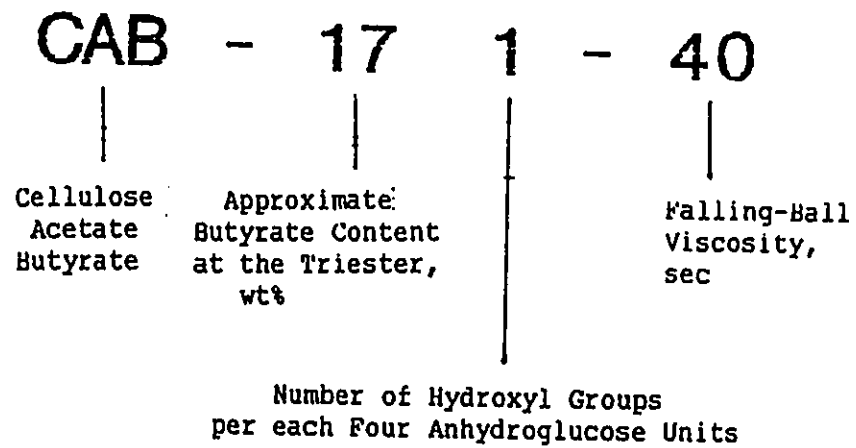 CAB - 17 1 - 40
Cellulose
Acetate
Butyrate
Approximate
Butyrate Content
at the Triester,
wt%
Falling-Ball
Viscosity,
sec
Number of Hydroxyl Groups
per each Four Anhydroglucose Units